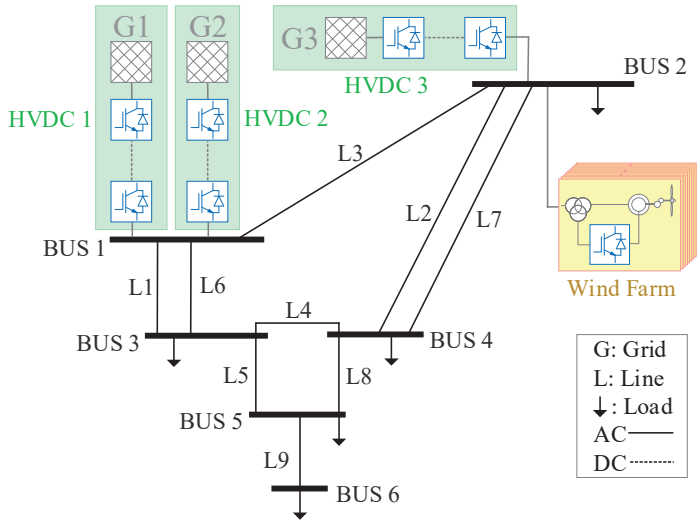 G1
G2
G3
BUS 2
HVDC 3
HVDC 1
HVDC 2
L3
L2
L7
BUS 1
L1
L6
Wind Farm
L4
BUS 3
BUS 4
L5
L8
BUS 5
L9
BUS 6
G: Grid
L: Line
: Load
AC
DC